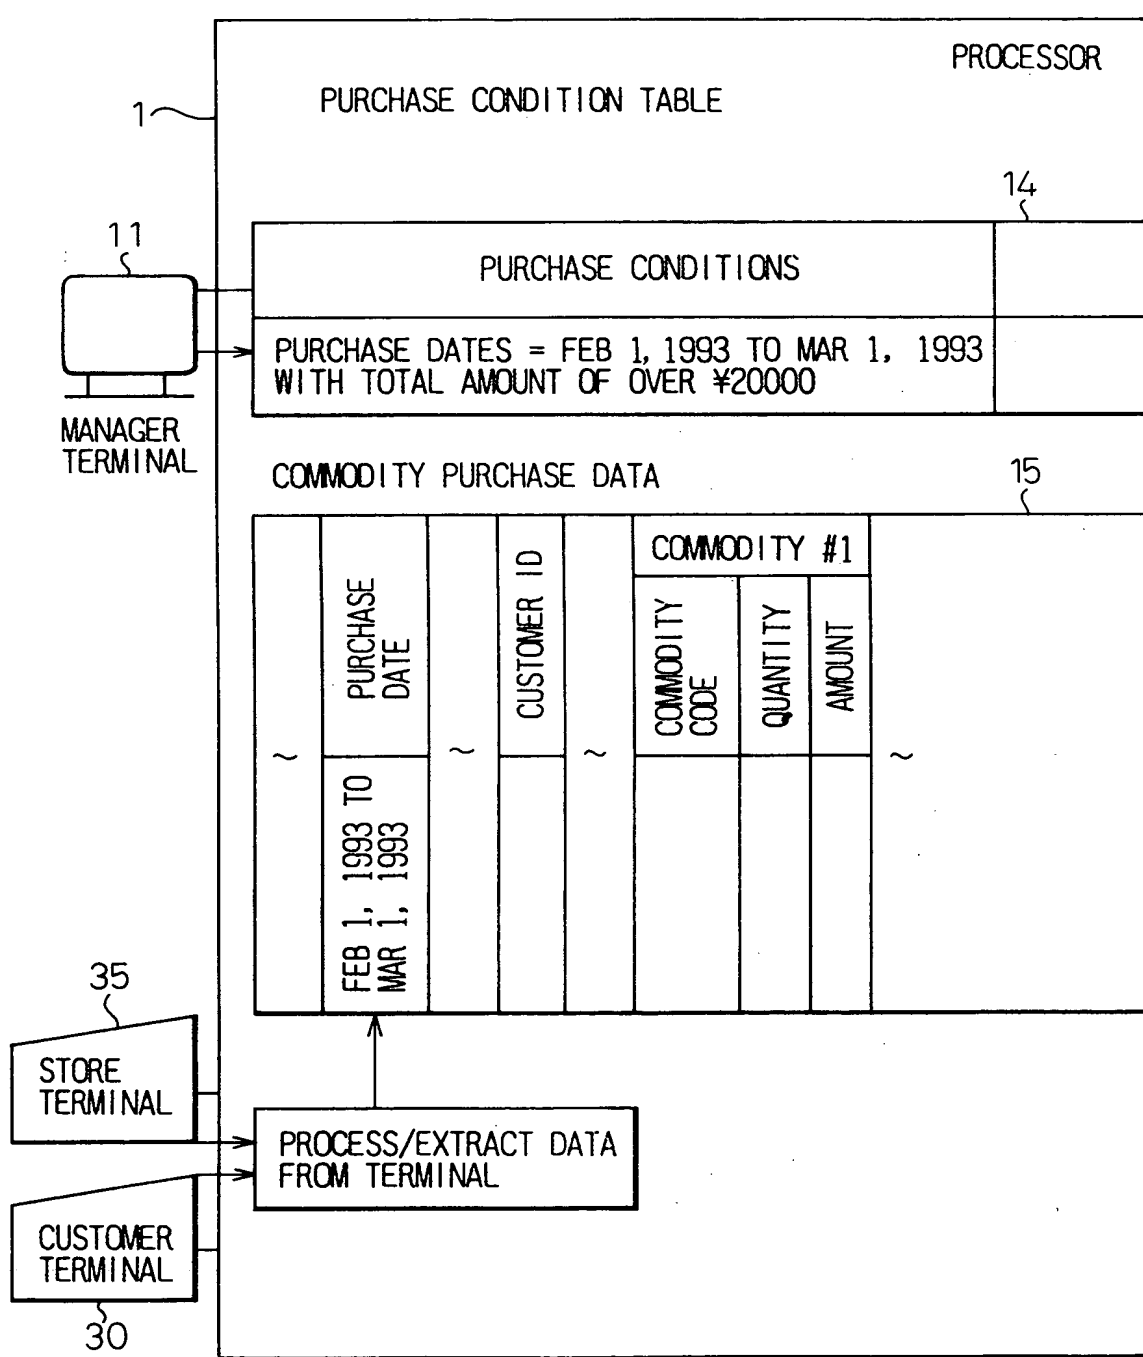 PROCESSOR
PURCHASE CONDITION TABLE
1
14
11
PURCHASE CONDITIONS
PURCHASE DATES = FEB 1, 1993 TO MAR 1, 1993
WITH TOTAL AMOUNT OF OVER ¥20000
MANAGER
TERMINAL
COMMODITY PURCHASE DATA
15
PURCHASE
DATE
CUSTOMER ID
COMMODITY #1
COMMODITY
CODE
QUANTITY
AMOUNT
~
~
~
~
FEB 1, 1993 TO
MAR 1, 1993
35
STORE
TERMINAL
PROCESS/EXTRACT DATA
FROM TERMINAL
CUSTOMER
TERMINAL
30